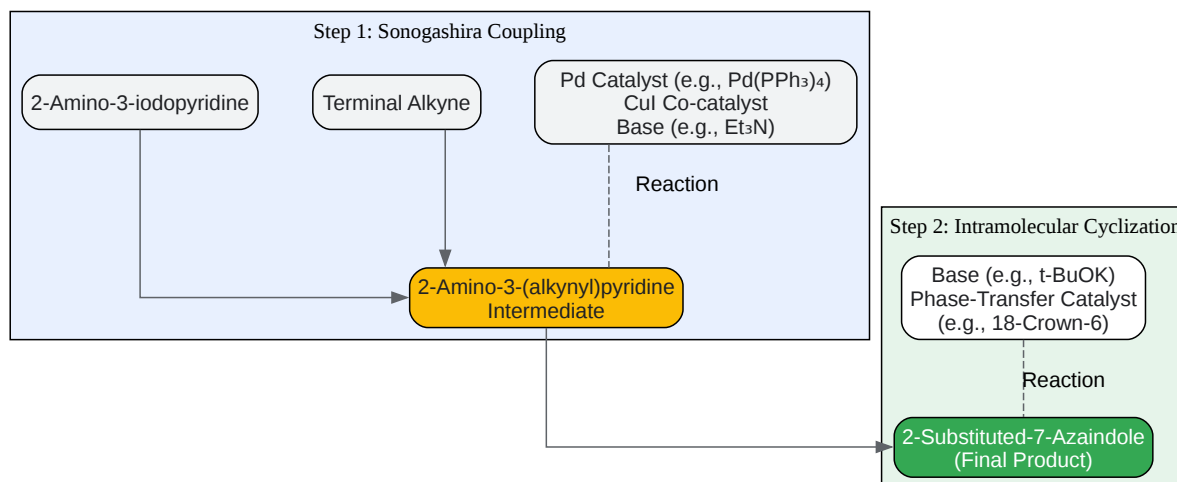 Step 1: Sonogashira Coupling
2-Amino-3-iodopyridine
Terminal Alkyne
Pd Catalyst (e.g., Pd(PPh₃)₄)
CuI Co-catalyst
Base (e.g., Et₃N)
Reaction
2-Amino-3-(alkynyl)pyridine
Intermediate
Step 2: Intramolecular Cyclization
Base (e.g., t-BuOK)
Phase-Transfer Catalyst
(e.g., 18-Crown-6)
Reaction
2-Substituted-7-Azaindole
(Final Product)